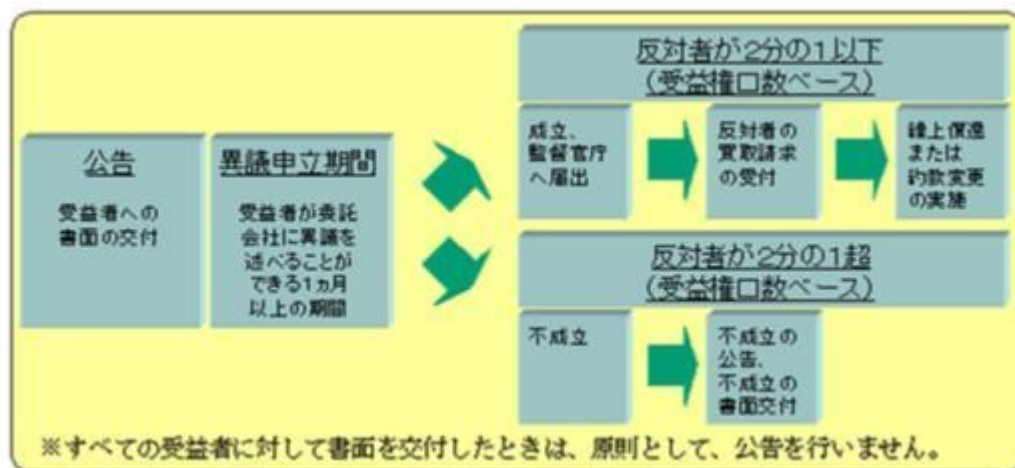 公告
受益者への
書面の交付
異議申立期間
受益者が委託
会社に異議を
述べることが
できる1ヵ月
以上の期間
反対者が2分の1以下
(受益権口数ベース)
成立、
監督官庁
へ届出
反対者の
買取請求
の受付
繰上償還
または
約款変更
の実施
反対者が2分の1超
(受益権口数ベース)
不成立
不成立の
公告、
不成立の
書面交付
※すべての受益者に対して書面を交付したときは、原則として、公告を行いません。